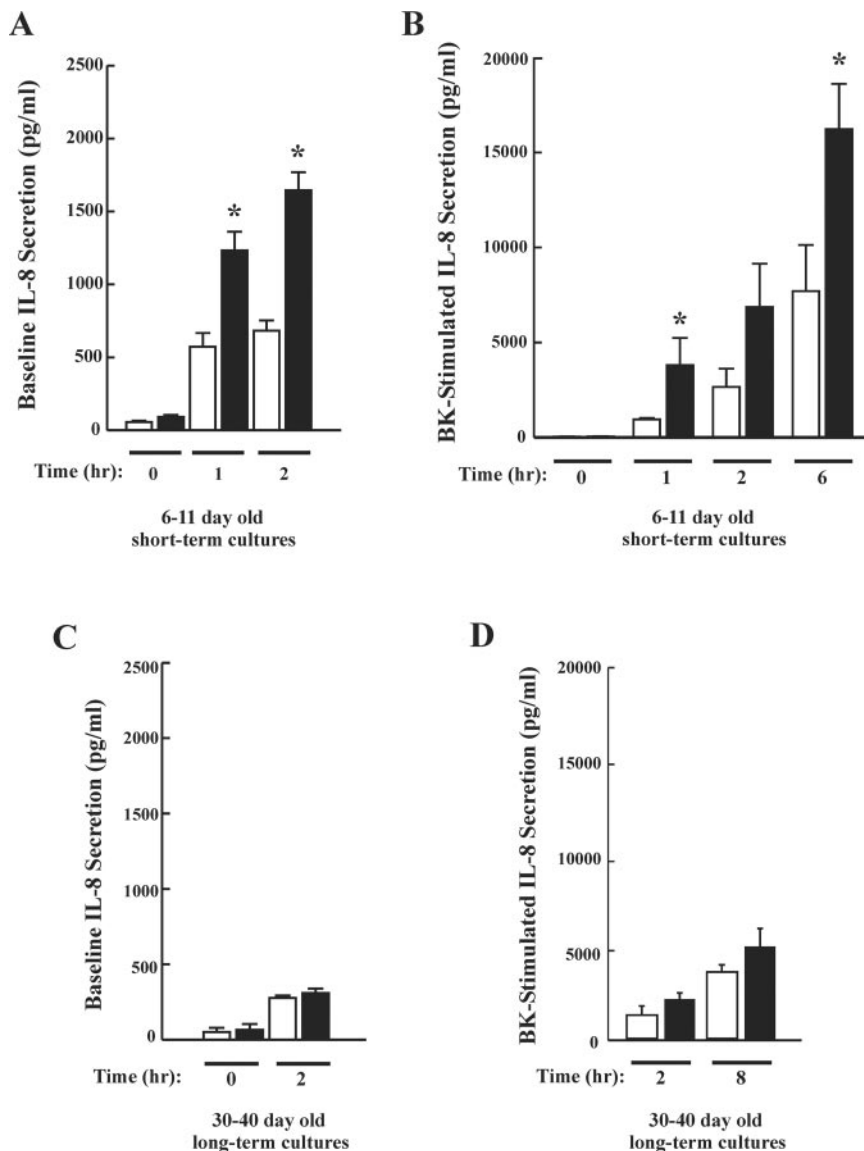 A
Baseline IL-8 Secretion (pg/ml)
2500
2000
1500
1000
500
0
*
*
Time (hr): 0 1 2
6-11 day old
short-term cultures
B
BK-Stimulated IL-8 Secretion (pg/ml)
20000
15000
10000
5000
0
*
*
Time (hr): 0 1 2 6
6-11 day old
short-term cultures
C
Baseline IL-8 Secretion (pg/ml)
2500
2000
1500
1000
500
0
Time (hr): 0 2
30-40 day old
long-term cultures
D
BK-Stimulated IL-8 Secretion (pg/ml)
20000
15000
10000
5000
0
Time (hr): 2 8
30-40 day old
long-term cultures